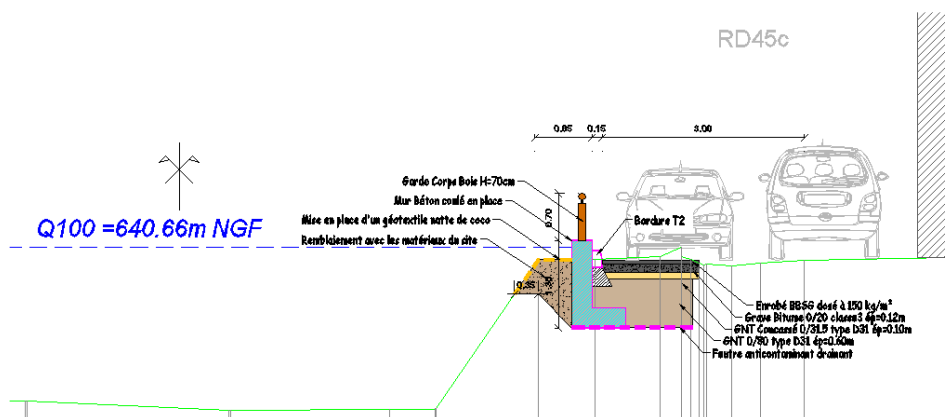 RD45c
0.85 0.15 3.00
Garde Corps Bois H=70cm
Mur Béton coulé en place
0.70
Q100 =640.66m NGF
Mise en place d'un géotextile natte de coco
Bordure T2
Remblaiement avec les matériaux du site
0.35
1.30
Enrobé BBSG dosé à 150 kg/m²
Grave Bitume 0/20 classe3 ép=0.12m
GNT Concassé 0/31.5 type D31 ép=0.10m
GNT 0/80 type D31 ép=0.60m
Feutre anticontaminant drainant